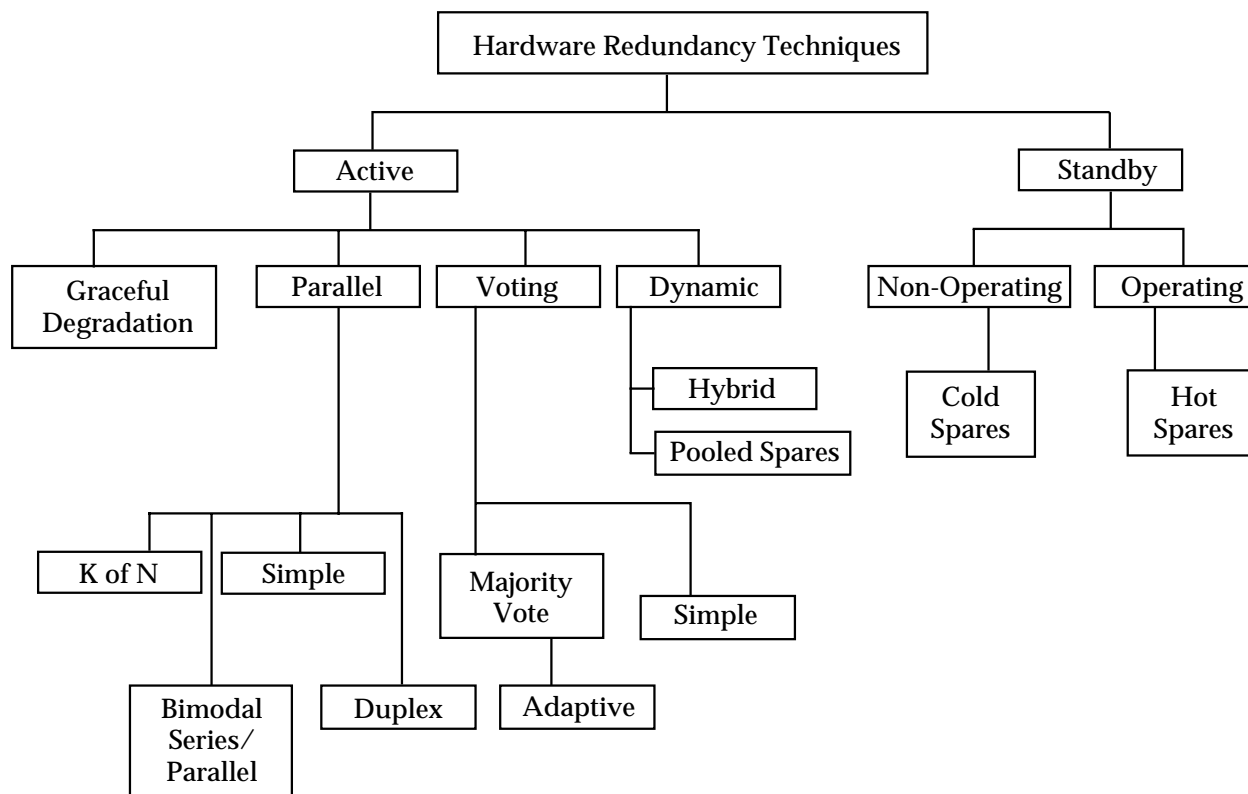 Hardware Redundancy Techniques
Active
Standby
Graceful
Degradation
Parallel
Voting
Dynamic
Non-Operating
Operating
Hybrid
Pooled Spares
Cold
Spares
Hot
Spares
K of N
Simple
Majority
Vote
Simple
Bimodal
Series/
Parallel
Duplex
Adaptive